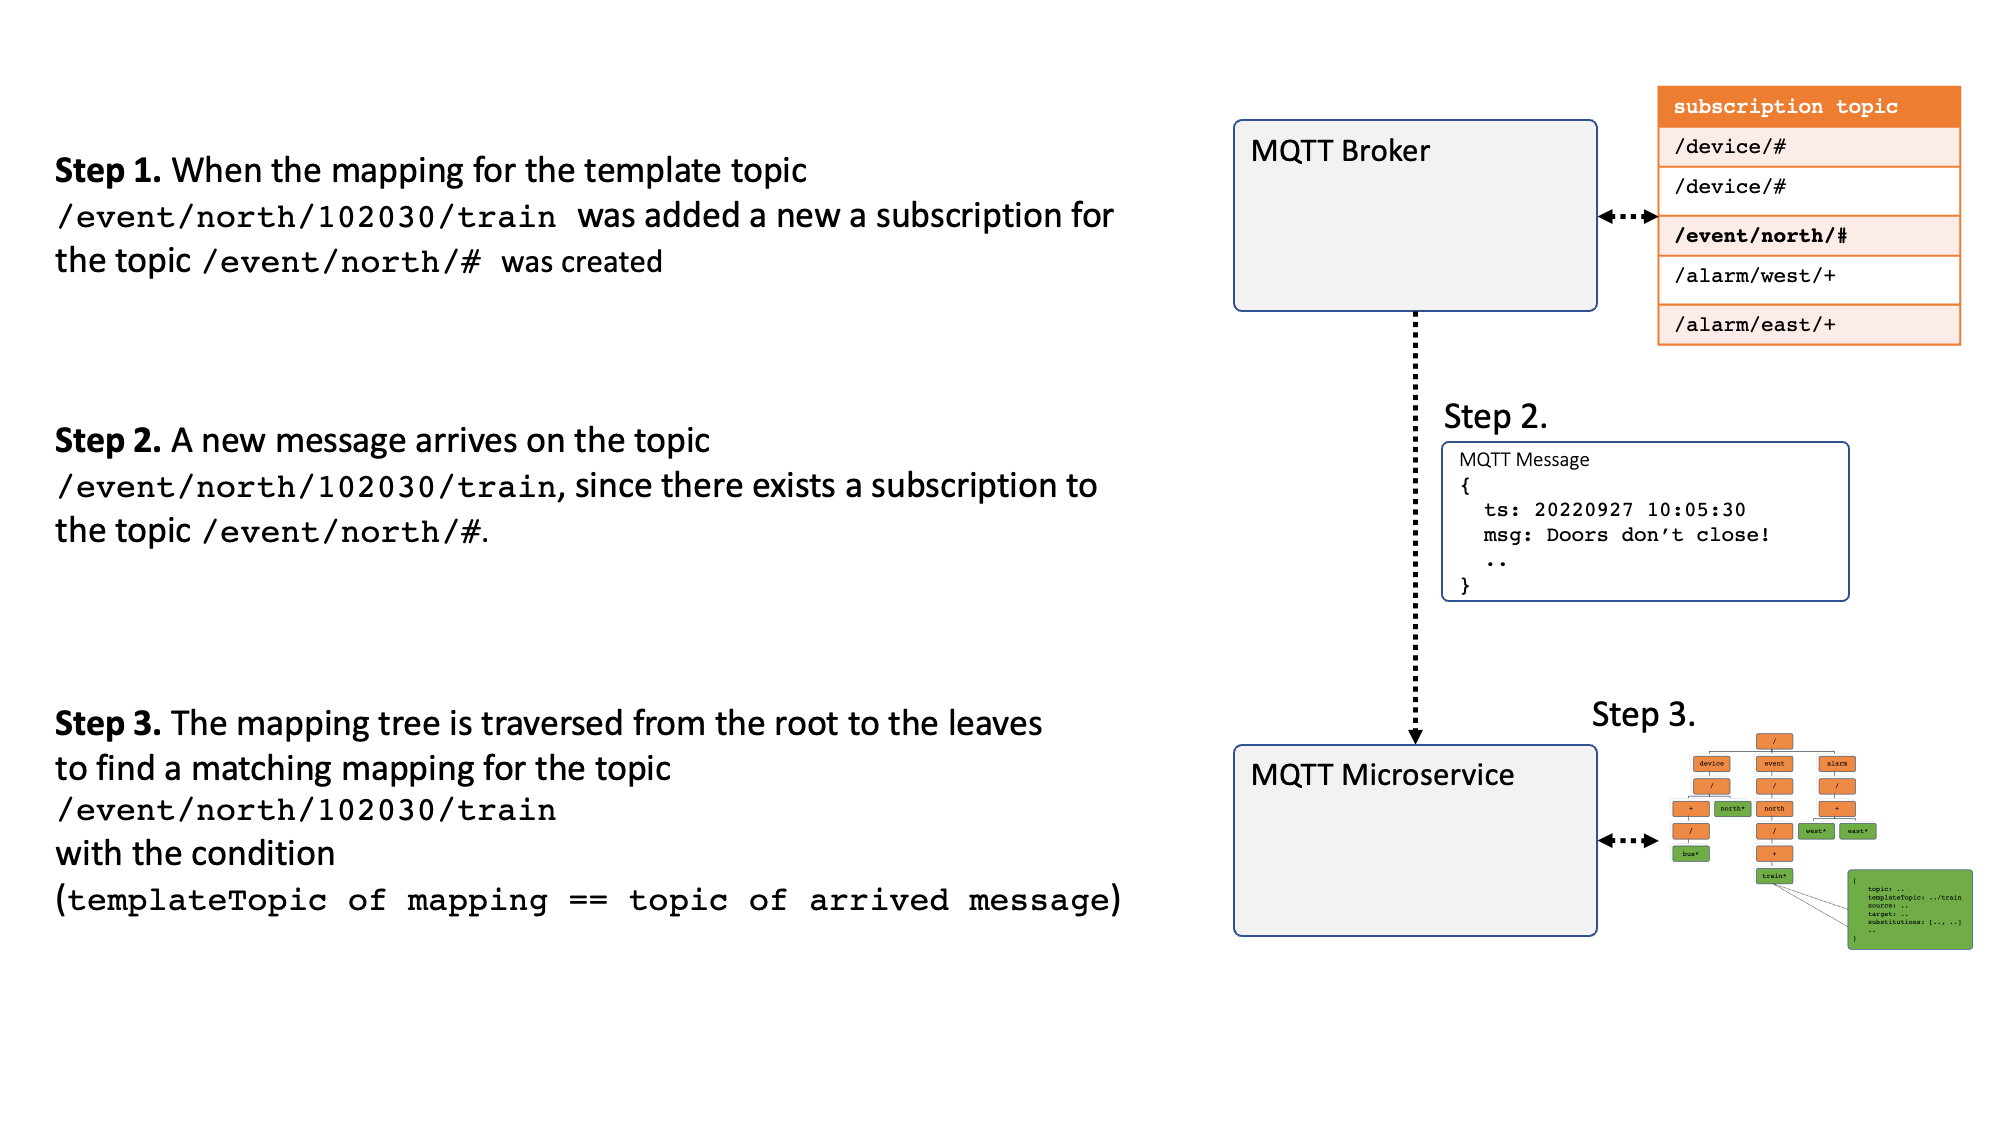 Step 1. When the mapping for the template topic
/event/north/102030/train was added a new a subscription for
the topic /event/north/# was created
Step 2. A new message arrives on the topic
/event/north/102030/train, since there exists a subscription to
the topic /event/north/#.
Step 3. The mapping tree is traversed from the root to the leaves
to find a matching mapping for the topic
/event/north/102030/train
with the condition
(templateTopic of mapping == topic of arrived message)
MQTT Broker
subscription topic
/device/#
/device/#
/event/north/#
/alarm/west/+
/alarm/east/+
Step 2.
MQTT Message
{
ts: 20220927 10:05:30
msg: Doors don’t close!
..
}
MQTT Microservice
Step 3.
/
device event alarm
/ / /
+ north* north +
/ / west* east*
bus* +
train*
{
topic: ..
templateTopic: ../train
source: ..
target: ..
substitutions: [.., ..]
..
}